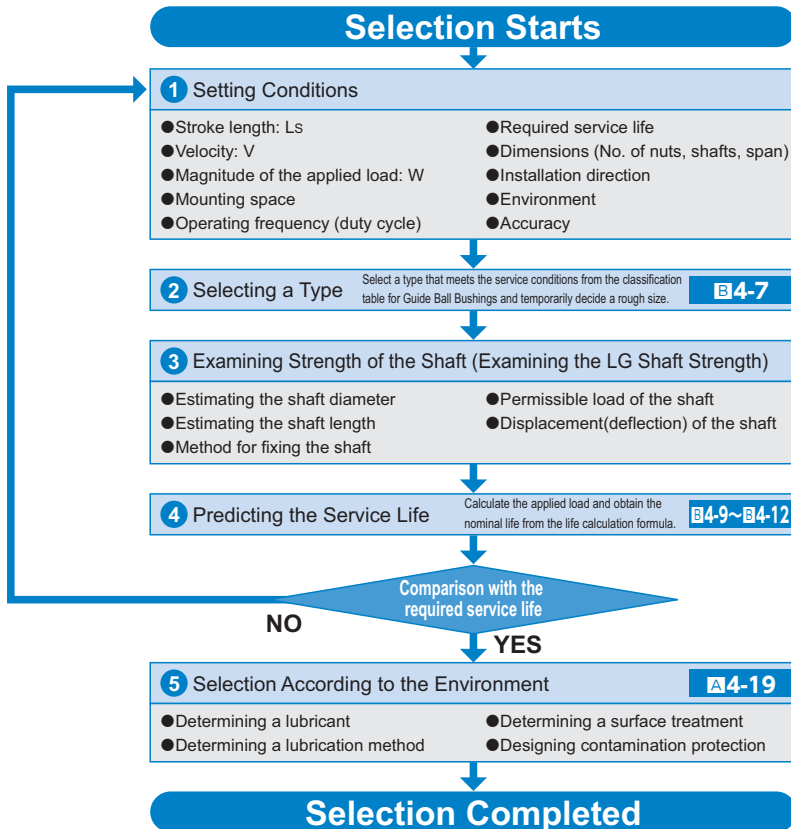 Selection Starts
1 Setting Conditions
●Stroke length: LS
●Velocity: V
●Magnitude of the applied load: W
●Mounting space
●Operating frequency (duty cycle)
●Required service life
●Dimensions (No. of nuts, shafts, span)
●Installation direction
●Environment
●Accuracy
2 Selecting a Type
Select a type that meets the service conditions from the classification
table for Guide Ball Bushings and temporarily decide a rough size.
B4-7
3 Examining Strength of the Shaft (Examining the LG Shaft Strength)
●Estimating the shaft diameter
●Estimating the shaft length
●Method for fixing the shaft
●Permissible load of the shaft
●Displacement(deflection) of the shaft
4 Predicting the Service Life
Calculate the applied load and obtain the
nominal life from the life calculation formula.
B4-9～B4-12
Comparison with the
required service life
NO
YES
5 Selection According to the Environment
A4-19
●Determining a lubricant
●Determining a lubrication method
●Determining a surface treatment
●Designing contamination protection
Selection Completed